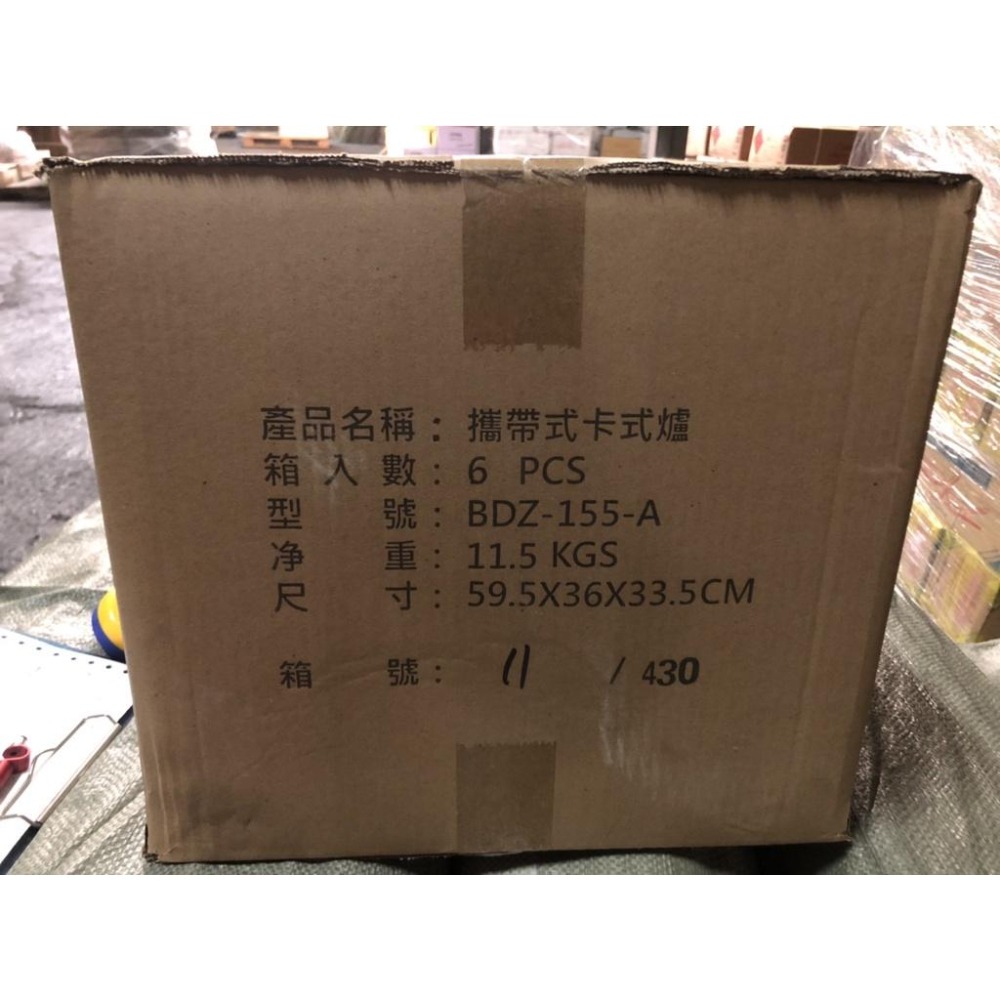 產品名稱：攜帶式卡式爐
箱入數：6 PCS
型號：BDZ-155-A
净重：11.5 KGS
尺寸：59.5X36X33.5CM
箱號：11 / 430